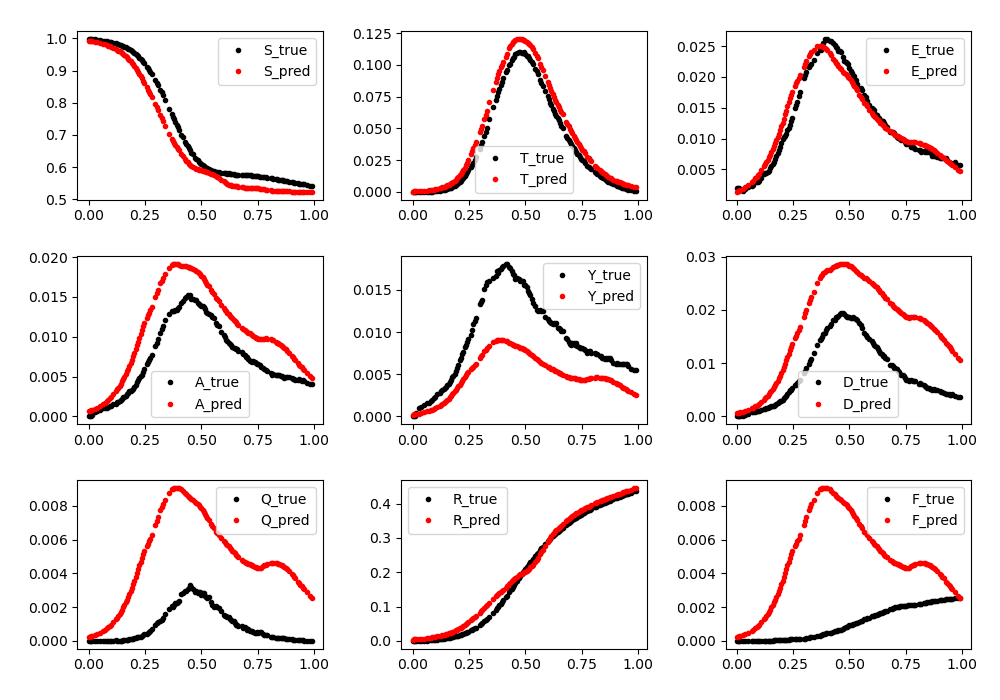 S_true
S_pred
1.0
0.9
0.8
0.7
0.6
0.5
0.00 0.25 0.50 0.75 1.00
T_true
T_pred
0.125
0.100
0.075
0.050
0.025
0.000
0.00 0.25 0.50 0.75 1.00
E_true
E_pred
0.025
0.020
0.015
0.010
0.005
0.00 0.25 0.50 0.75 1.00
A_true
A_pred
0.020
0.015
0.010
0.005
0.000
0.00 0.25 0.50 0.75 1.00
Y_true
Y_pred
0.015
0.010
0.005
0.000
0.00 0.25 0.50 0.75 1.00
D_true
D_pred
0.03
0.02
0.01
0.00
0.00 0.25 0.50 0.75 1.00
Q_true
Q_pred
0.008
0.006
0.004
0.002
0.000
0.00 0.25 0.50 0.75 1.00
R_true
R_pred
0.4
0.3
0.2
0.1
0.0
0.00 0.25 0.50 0.75 1.00
F_true
F_pred
0.008
0.006
0.004
0.002
0.000
0.00 0.25 0.50 0.75 1.00